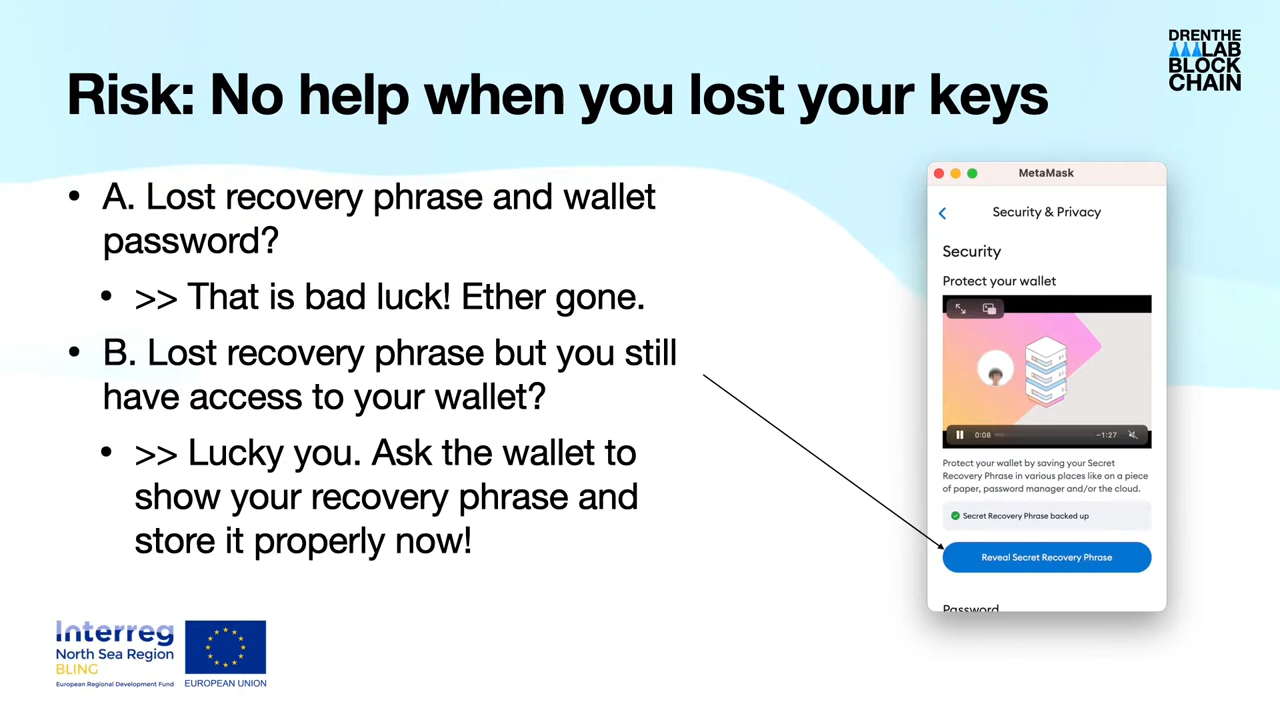 DRENTHE
LAB
BLOCK
CHAIN
Risk: No help when you lost your keys
• A. Lost recovery phrase and wallet
password?
• >> That is bad luck! Ether gone.
• B. Lost recovery phrase but you still
have access to your wallet?
• >> Lucky you. Ask the wallet to
show your recovery phrase and
store it properly now!
MetaMask
Security & Privacy
Security
Protect your wallet
0:08
−1:27
Protect your wallet by saving your Secret
Recovery Phrase in various places like on a piece
of paper, password manager and/or the cloud.
Secret Recovery Phrase backed up
Reveal Secret Recovery Phrase
Password
Interreg
North Sea Region
BLING
European Regional Development Fund
EUROPEAN UNION